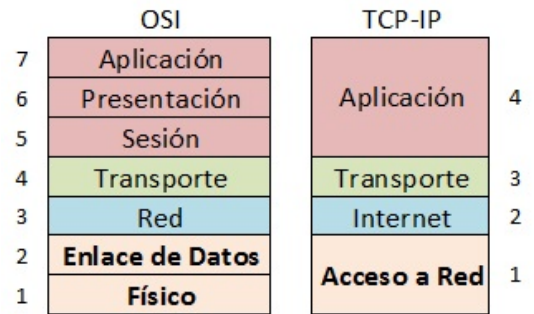 OSI
TCP-IP
7 Aplicación
6 Presentación
5 Sesión
4 Transporte
3 Red
2 Enlace de Datos
1 Físico
Aplicación 4
Transporte 3
Internet 2
Acceso a Red 1